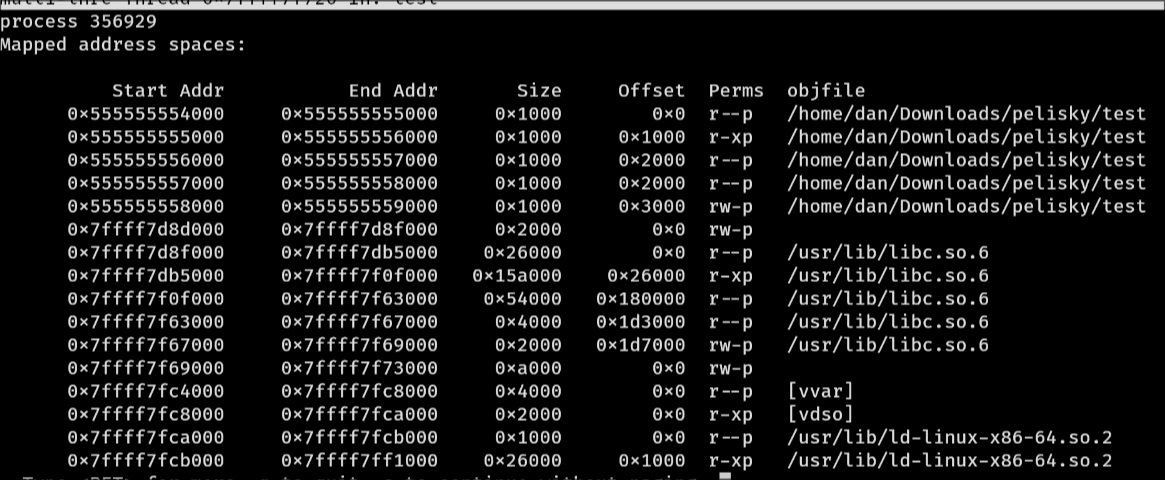 process 356929
Mapped address spaces:
Start Addr End Addr Size Offset Perms objfile
0x555555554000 0x555555555000 0x1000 0x0 r--p /home/dan/Downloads/pelisky/test
0x555555555000 0x555555556000 0x1000 0x1000 r-xp /home/dan/Downloads/pelisky/test
0x555555556000 0x555555557000 0x1000 0x2000 r--p /home/dan/Downloads/pelisky/test
0x555555557000 0x555555558000 0x1000 0x2000 r--p /home/dan/Downloads/pelisky/test
0x555555558000 0x555555559000 0x1000 0x3000 rw-p /home/dan/Downloads/pelisky/test
0x7ffff7d8d000 0x7ffff7d8f000 0x2000 0x0 rw-p
0x7ffff7d8f000 0x7ffff7db5000 0x26000 0x0 r--p /usr/lib/libc.so.6
0x7ffff7db5000 0x7ffff7f0f000 0x15a000 0x26000 r-xp /usr/lib/libc.so.6
0x7ffff7f0f000 0x7ffff7f63000 0x54000 0x180000 r--p /usr/lib/libc.so.6
0x7ffff7f63000 0x7ffff7f67000 0x4000 0x1d3000 r--p /usr/lib/libc.so.6
0x7ffff7f67000 0x7ffff7f69000 0x2000 0x1d7000 rw-p /usr/lib/libc.so.6
0x7ffff7f69000 0x7ffff7f73000 0xa000 0x0 rw-p
0x7ffff7fc4000 0x7ffff7fc8000 0x4000 0x0 r--p [vvar]
0x7ffff7fc8000 0x7ffff7fca000 0x2000 0x0 r-xp [vdso]
0x7ffff7fca000 0x7ffff7fcb000 0x1000 0x0 r--p /usr/lib/ld-linux-x86-64.so.2
0x7ffff7fcb000 0x7ffff7ff1000 0x26000 0x1000 r-xp /usr/lib/ld-linux-x86-64.so.2